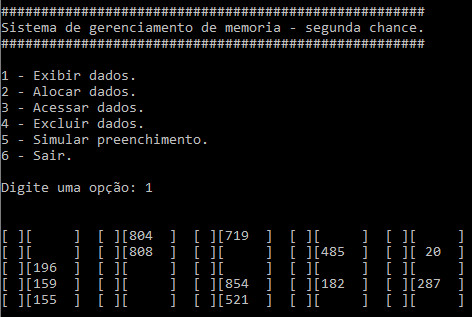 #####################################################
Sistema de gerenciamento de memoria - segunda chance.
#####################################################
1 - Exibir dados.
2 - Alocar dados.
3 - Acessar dados.
4 - Excluir dados.
5 - Simular preenchimento.
6 - Sair.
Digite uma opção: 1
[ ][     ]  [ ][804  ]  [ ][719  ]  [ ][     ]  [ ][     ]
[ ][     ]  [ ][808  ]  [ ][     ]  [ ][485  ]  [ ][ 20  ]
[ ][196  ]  [ ][     ]  [ ][     ]  [ ][     ]  [ ][     ]
[ ][159  ]  [ ][     ]  [ ][854  ]  [ ][182  ]  [ ][287  ]
[ ][155  ]  [ ][     ]  [ ][521  ]  [ ][     ]  [ ][     ]